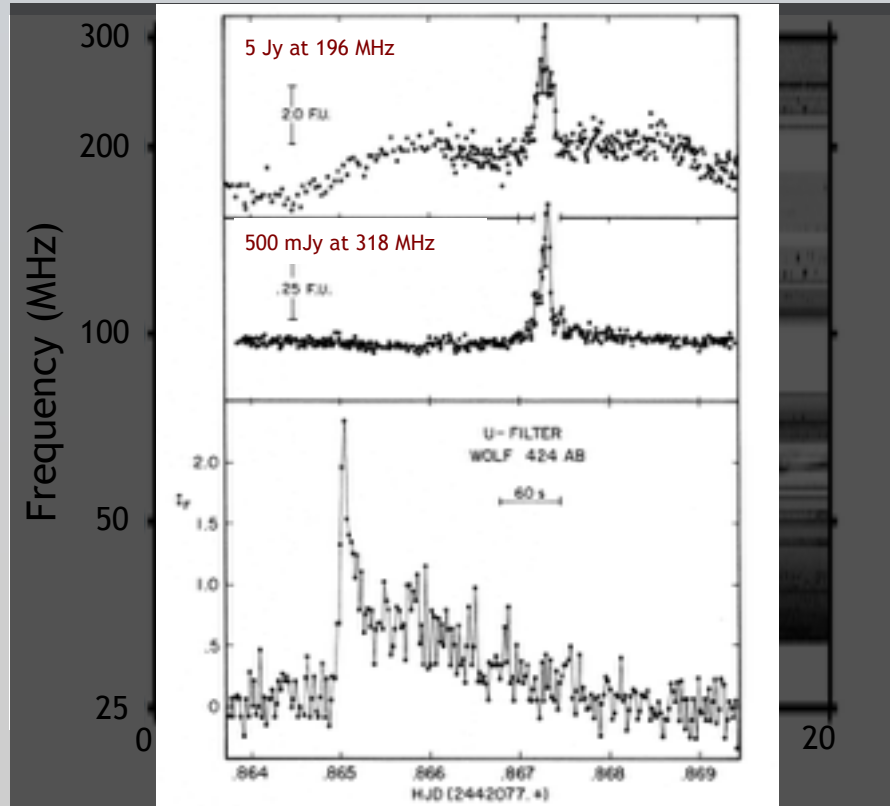 300
200
100
50
25
Frequency (MHz)
0
20
5 Jy at 196 MHz
2.0 F.U.
500 mJy at 318 MHz
.25 F.U.
U-FILTER
WOLF 424 AB
60 s
2.0
1.5
1.0
.5
0
If
.864 .865 .866 .867 .868 .869
HJD (2442077.+)